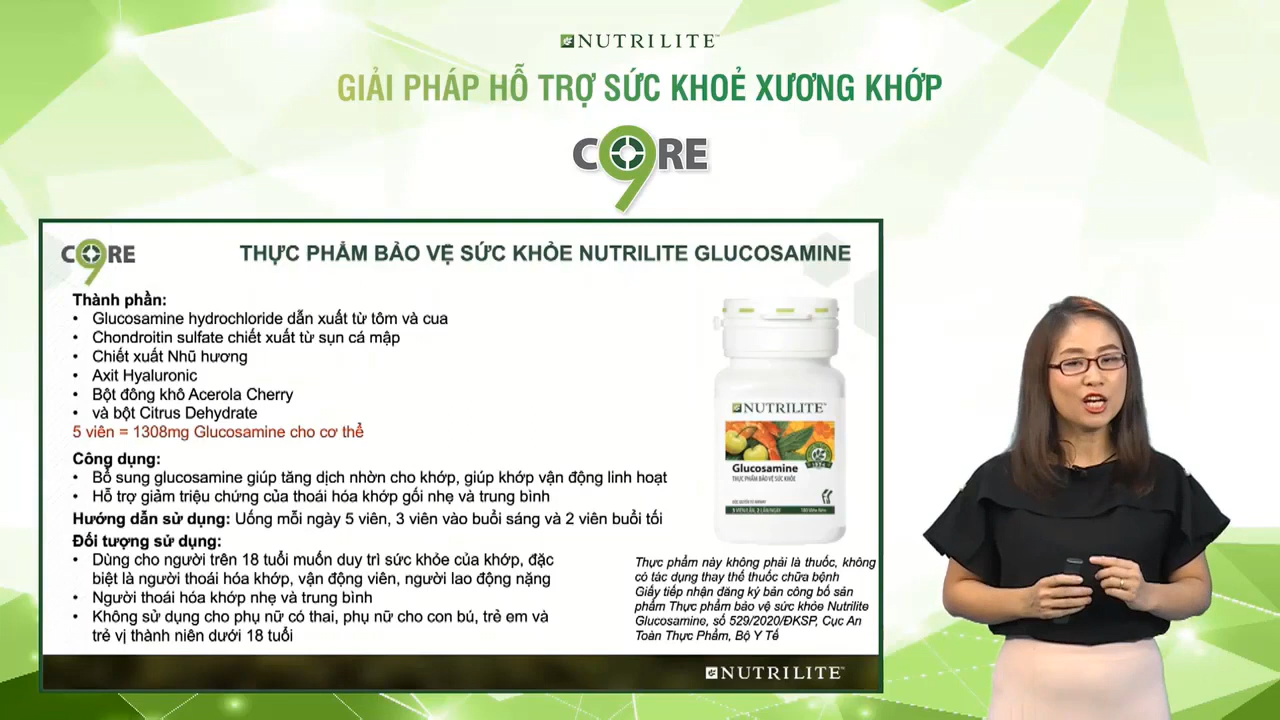 NUTRILITE™
GIẢI PHÁP HỖ TRỢ SỨC KHOẺ XƯƠNG KHỚP
CORE
9
CORE
9
THỰC PHẨM BẢO VỆ SỨC KHỎE NUTRILITE GLUCOSAMINE
Thành phần:
• Glucosamine hydrochloride dẫn xuất từ tôm và cua
• Chondroitin sulfate chiết xuất từ sụn cá mập
• Chiết xuất Nhũ hương
• Axit Hyaluronic
• Bột đông khô Acerola Cherry
• và bột Citrus Dehydrate
5 viên = 1308mg Glucosamine cho cơ thể
Công dụng:
• Bổ sung glucosamine giúp tăng dịch nhờn cho khớp, giúp khớp vận động linh hoạt
• Hỗ trợ giảm triệu chứng của thoái hóa khớp gối nhẹ và trung bình
Hướng dẫn sử dụng: Uống mỗi ngày 5 viên, 3 viên vào buổi sáng và 2 viên buổi tối
Đối tượng sử dụng:
• Dùng cho người trên 18 tuổi muốn duy trì sức khỏe của khớp, đặc
biệt là người thoái hóa khớp, vận động viên, người lao động nặng
• Người thoái hóa khớp nhẹ và trung bình
• Không sử dụng cho phụ nữ có thai, phụ nữ cho con bú, trẻ em và
trẻ vị thành niên dưới 18 tuổi
NUTRILITE™
Glucosamine
THỰC PHẨM BẢO VỆ SỨC KHỎE
Thực phẩm này không phải là thuốc, không
có tác dụng thay thế thuốc chữa bệnh
Giấy tiếp nhận đăng ký bản công bố sản
phẩm Thực phẩm bảo vệ sức khỏe Nutrilite
Glucosamine, số 529/2020/ĐKSP, Cục An
Toàn Thực Phẩm, Bộ Y Tế
NUTRILITE™